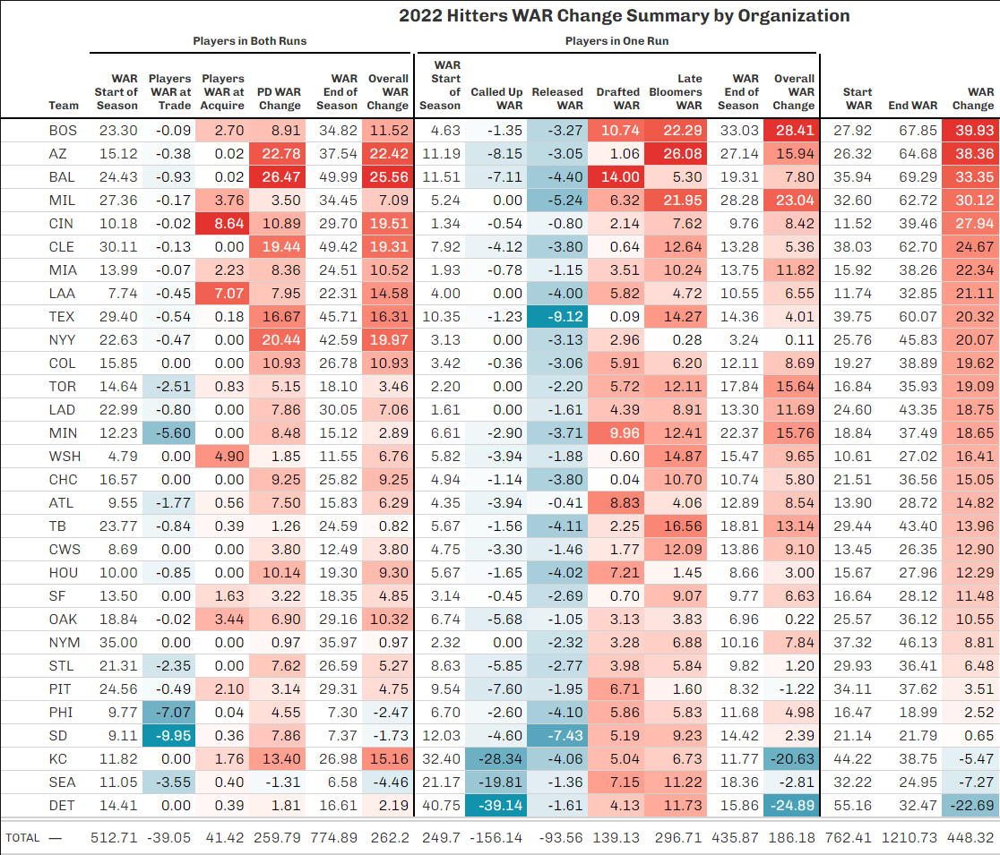 2022 Hitters WAR Change Summary by Organization
Players in Both Runs Players in One Run
WAR
WAR Players Players WAR Overall Start Late WAR Overall
Start of WAR at WAR at PD WAR End of WAR of Called Up Released Drafted Bloomers End of WAR Start WAR
Team Season Trade Acquire Change Season Change Season WAR WAR WAR WAR Season Change WAR End WAR Change
BOS 23.30 -0.09 2.70 8.91 34.82 11.52 4.63 -1.35 -3.27 10.74 22.29 33.03 28.41 27.92 67.85 39.93
AZ 15.12 -0.38 0.02 22.78 37.54 22.42 11.19 -8.15 -3.05 1.06 26.08 27.14 15.94 26.32 64.68 38.36
BAL 24.43 -0.93 0.02 26.47 49.99 25.56 11.51 -7.11 -4.40 14.00 5.30 19.31 7.80 35.94 69.29 33.35
MIL 27.36 -0.17 3.76 3.50 34.45 7.09 5.24 0.00 -5.24 6.32 21.95 28.28 23.04 32.60 62.72 30.12
CIN 10.18 -0.02 8.64 10.89 29.70 19.51 1.34 -0.54 -0.80 2.14 7.62 9.76 8.42 11.52 39.46 27.94
CLE 30.11 -0.13 0.00 19.44 49.42 19.31 7.92 -4.12 -3.80 0.64 12.64 13.28 5.36 38.03 62.70 24.67
MIA 13.99 -0.07 2.23 8.36 24.51 10.52 1.93 -0.78 -1.15 3.51 10.24 13.75 11.82 15.92 38.26 22.34
LAA 7.74 -0.45 7.07 7.95 22.31 14.58 4.00 0.00 -4.00 5.82 4.72 10.55 6.55 11.74 32.85 21.11
TEX 29.40 -0.54 0.18 16.67 45.71 16.31 10.35 -1.23 -9.12 0.09 14.27 14.36 4.01 39.75 60.07 20.32
NYY 22.63 -0.47 0.00 20.44 42.59 19.97 3.13 0.00 -3.13 2.96 0.28 3.24 0.11 25.76 45.83 20.07
COL 15.85 0.00 0.00 10.93 26.78 10.93 3.42 -0.36 -3.06 5.91 6.20 12.11 8.69 19.27 38.89 19.62
TOR 14.64 -2.51 0.83 5.15 18.10 3.46 2.20 0.00 -2.20 5.72 12.11 17.84 15.64 16.84 35.93 19.09
LAD 22.99 -0.80 0.00 7.86 30.05 7.06 1.61 0.00 -1.61 4.39 8.91 13.30 11.69 24.60 43.35 18.75
MIN 12.23 -5.60 0.00 8.48 15.12 2.89 6.61 -2.90 -3.71 9.96 12.41 22.37 15.76 18.84 37.49 18.65
WSH 4.79 0.00 4.90 1.85 11.55 6.76 5.82 -3.94 -1.88 0.60 14.87 15.47 9.65 10.61 27.02 16.41
CHC 16.57 0.00 0.00 9.25 25.82 9.25 4.94 -1.14 -3.80 0.04 10.70 10.74 5.80 21.51 36.56 15.05
ATL 9.55 -1.77 0.56 7.50 15.83 6.29 4.35 -3.94 -0.41 8.83 4.06 12.89 8.54 13.90 28.72 14.82
TB 23.77 -0.84 0.39 1.26 24.59 0.82 5.67 -1.56 -4.11 2.25 16.56 18.81 13.14 29.44 43.40 13.96
CWS 8.69 0.00 0.00 3.80 12.49 3.80 4.75 -3.30 -1.46 1.77 12.09 13.86 9.10 13.45 26.35 12.90
HOU 10.00 -0.85 0.00 10.14 19.30 9.30 5.67 -1.65 -4.02 7.21 1.45 8.66 3.00 15.67 27.96 12.29
SF 13.50 0.00 1.63 3.22 18.35 4.85 3.14 -0.45 -2.69 0.70 9.07 9.77 6.63 16.64 28.12 11.48
OAK 18.84 -0.02 3.44 6.90 29.16 10.32 6.74 -5.68 -1.05 3.13 3.83 6.96 0.22 25.57 36.12 10.55
NYM 35.00 0.00 0.00 0.97 35.97 0.97 2.32 0.00 -2.32 3.28 6.88 10.16 7.84 37.32 46.13 8.81
STL 21.31 -2.35 0.00 7.62 26.59 5.27 8.63 -5.85 -2.77 3.98 5.84 9.82 1.20 29.93 36.41 6.48
PIT 24.56 -0.49 2.10 3.14 29.31 4.75 9.54 -7.60 -1.95 6.71 1.60 8.32 -1.22 34.11 37.62 3.51
PHI 9.77 -7.07 0.04 4.55 7.30 -2.47 6.70 -2.60 -4.10 5.86 5.83 11.68 4.98 16.47 18.99 2.52
SD 9.11 -9.95 0.36 7.86 7.37 -1.73 12.03 -4.60 -7.43 5.19 9.23 14.42 2.39 21.14 21.79 0.65
KC 11.82 0.00 1.76 13.40 26.98 15.16 32.40 -28.34 -4.06 5.04 6.73 11.77 -20.63 44.22 38.75 -5.47
SEA 11.05 -3.55 0.40 -1.31 6.58 -4.46 21.17 -19.81 -1.36 7.15 11.22 18.36 -2.81 32.22 24.95 -7.27
DET 14.41 0.00 0.39 1.81 16.61 2.19 40.75 -39.14 -1.61 4.13 11.73 15.86 -24.89 55.16 32.47 -22.69
TOTAL — 512.71 -39.05 41.42 259.79 774.89 262.2 249.7 -156.14 -93.56 139.13 296.71 435.87 186.18 762.41 1210.73 448.32